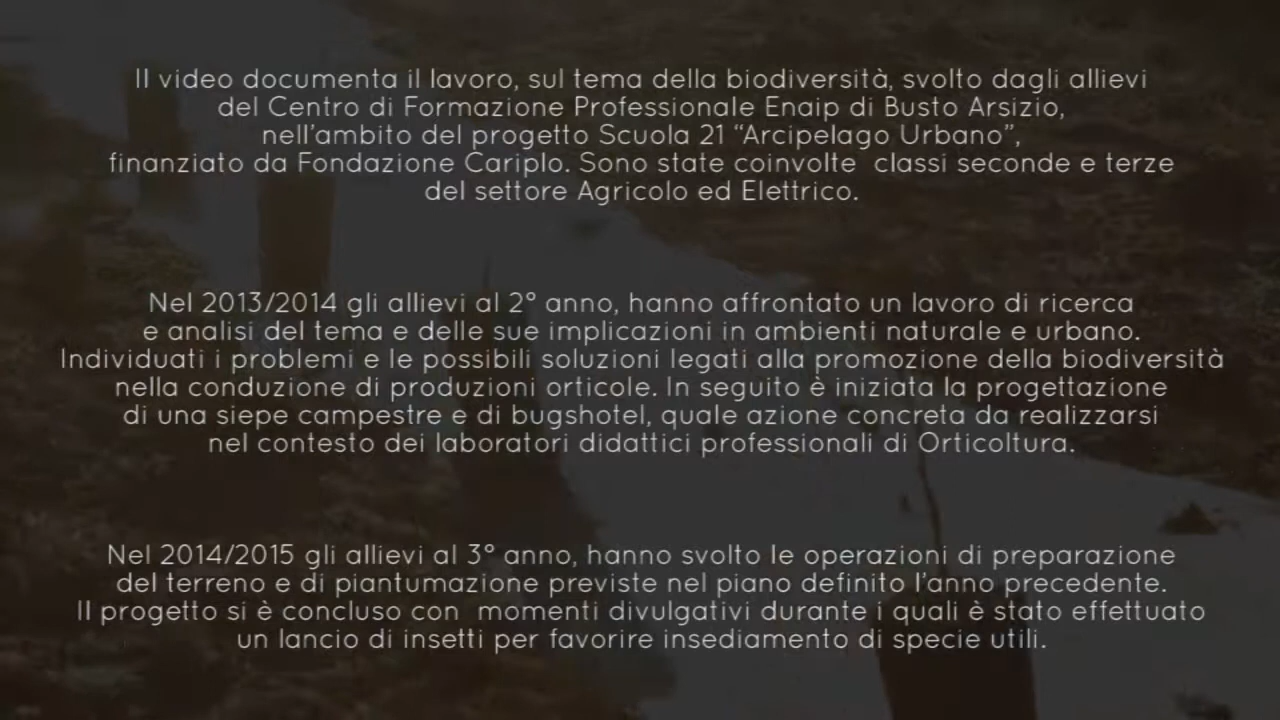 Il video documenta il lavoro, sul tema della biodiversità, svolto dagli allievi
del Centro di Formazione Professionale Enaip di Busto Arsizio,
nell'ambito del progetto Scuola 21 “Arcipelago Urbano”,
finanziato da Fondazione Cariplo. Sono state coinvolte  classi seconde e terze
del settore Agricolo ed Elettrico.
Nel 2013/2014 gli allievi al 2° anno, hanno affrontato un lavoro di ricerca
e analisi del tema e delle sue implicazioni in ambienti naturale e urbano.
Individuati i problemi e le possibili soluzioni legati alla promozione della biodiversità
nella conduzione di produzioni orticole. In seguito è iniziata la progettazione
di una siepe campestre e di bugshotel, quale azione concreta da realizzarsi
nel contesto dei laboratori didattici professionali di Orticoltura.
Nel 2014/2015 gli allievi al 3° anno, hanno svolto le operazioni di preparazione
del terreno e di piantumazione previste nel piano definito l'anno precedente.
Il progetto si è concluso con  momenti divulgativi durante i quali è stato effettuato
un lancio di insetti per favorire insediamento di specie utili.